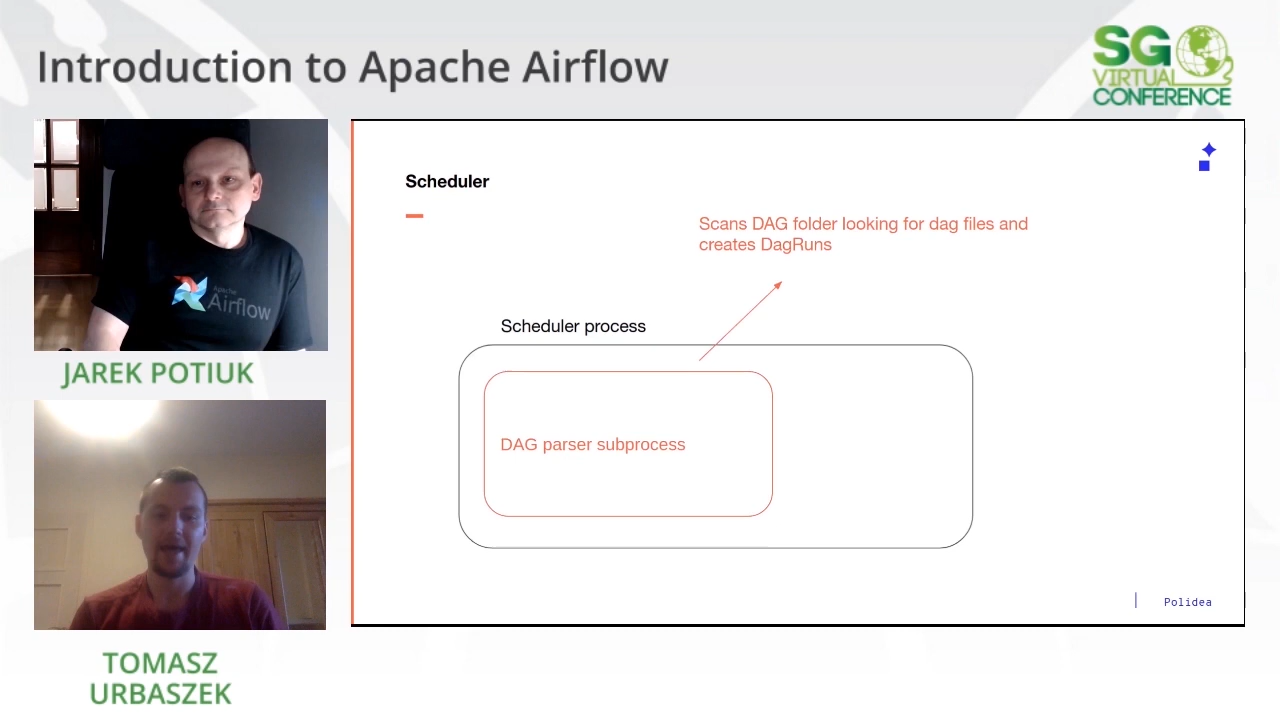 Introduction to Apache Airflow
SG
VIRTUAL
CONFERENCE
Apache
Airflow
JAREK POTIUK
TOMASZ
URBASZEK
Scheduler
Scans DAG folder looking for dag files and
creates DagRuns
Scheduler process
DAG parser subprocess
Polidea